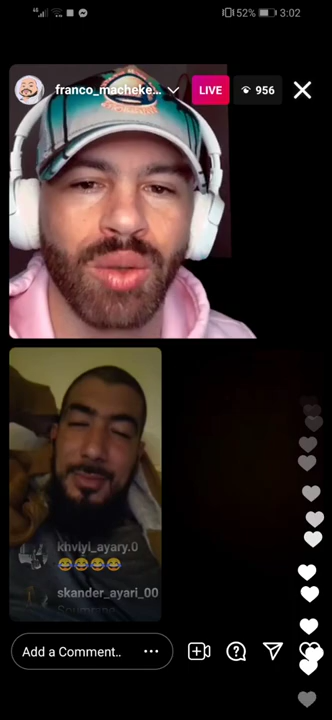 52% 3:02
franco_macheke... LIVE 956
khvlyl_ayary.0
😂😂😂😂
skander_ayari_00
Add a Comment.. •••